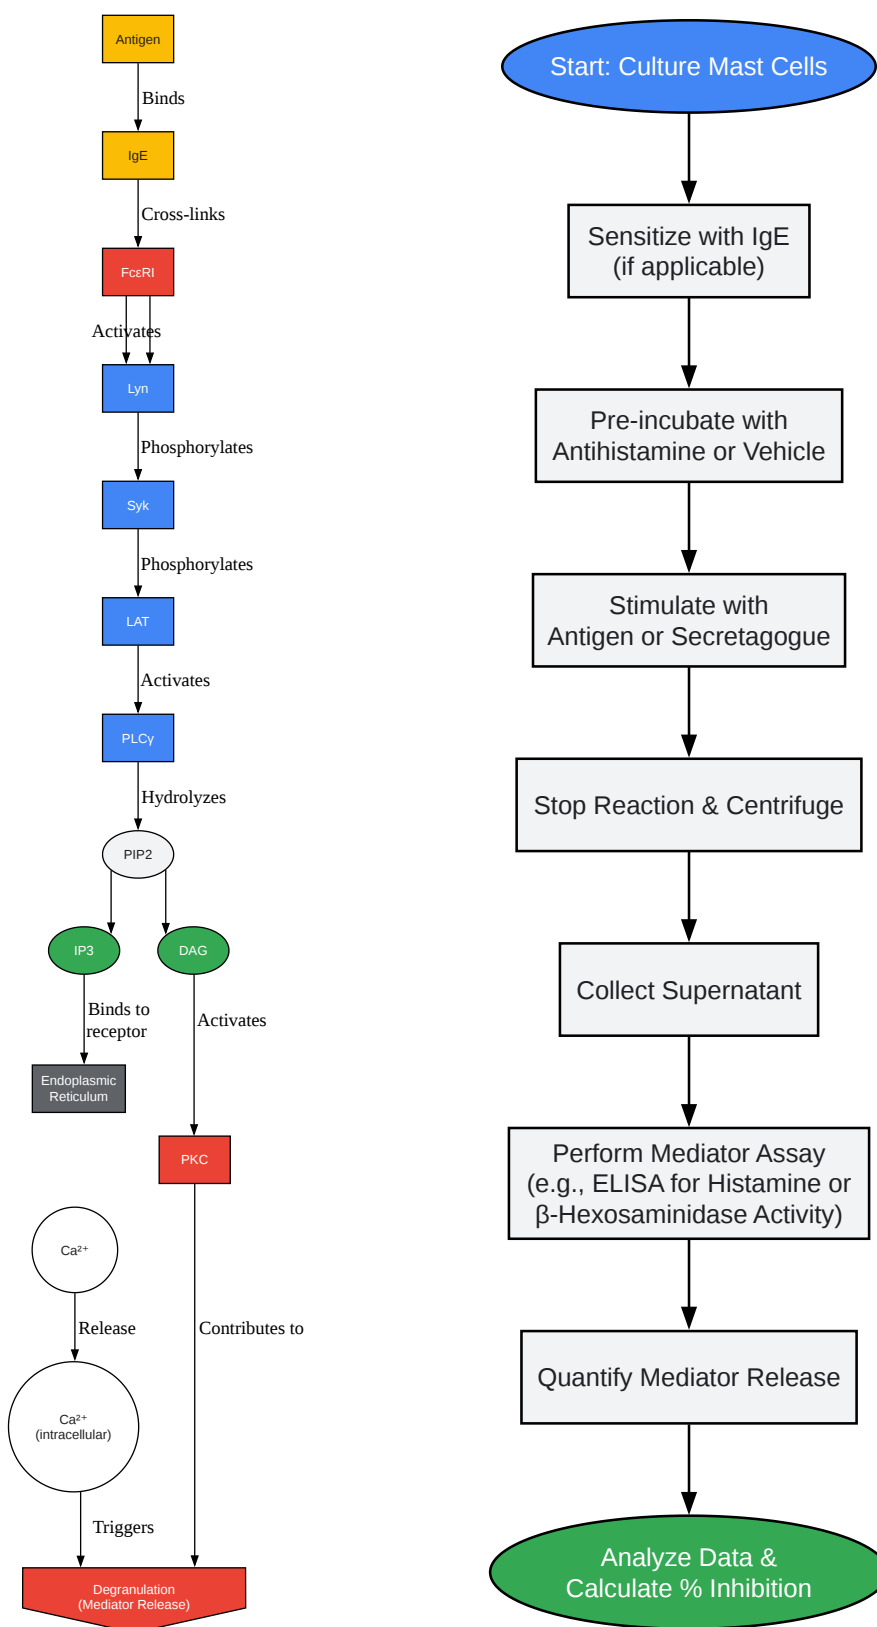 Antigen
Binds
IgE
Cross-links
FcεRI
Activates
Lyn
Phosphorylates
Syk
Phosphorylates
LAT
Activates
PLCγ
Hydrolyzes
PIP2
IP3
DAG
Binds to
receptor
Activates
Endoplasmic
Reticulum
PKC
Ca²⁺
Release
Contributes to
Ca²⁺
(intracellular)
Triggers
Degranulation
(Mediator Release)
Start: Culture Mast Cells
Sensitize with IgE
(if applicable)
Pre-incubate with
Antihistamine or Vehicle
Stimulate with
Antigen or Secretagogue
Stop Reaction & Centrifuge
Collect Supernatant
Perform Mediator Assay
(e.g., ELISA for Histamine or
β-Hexosaminidase Activity)
Quantify Mediator Release
Analyze Data &
Calculate % Inhibition